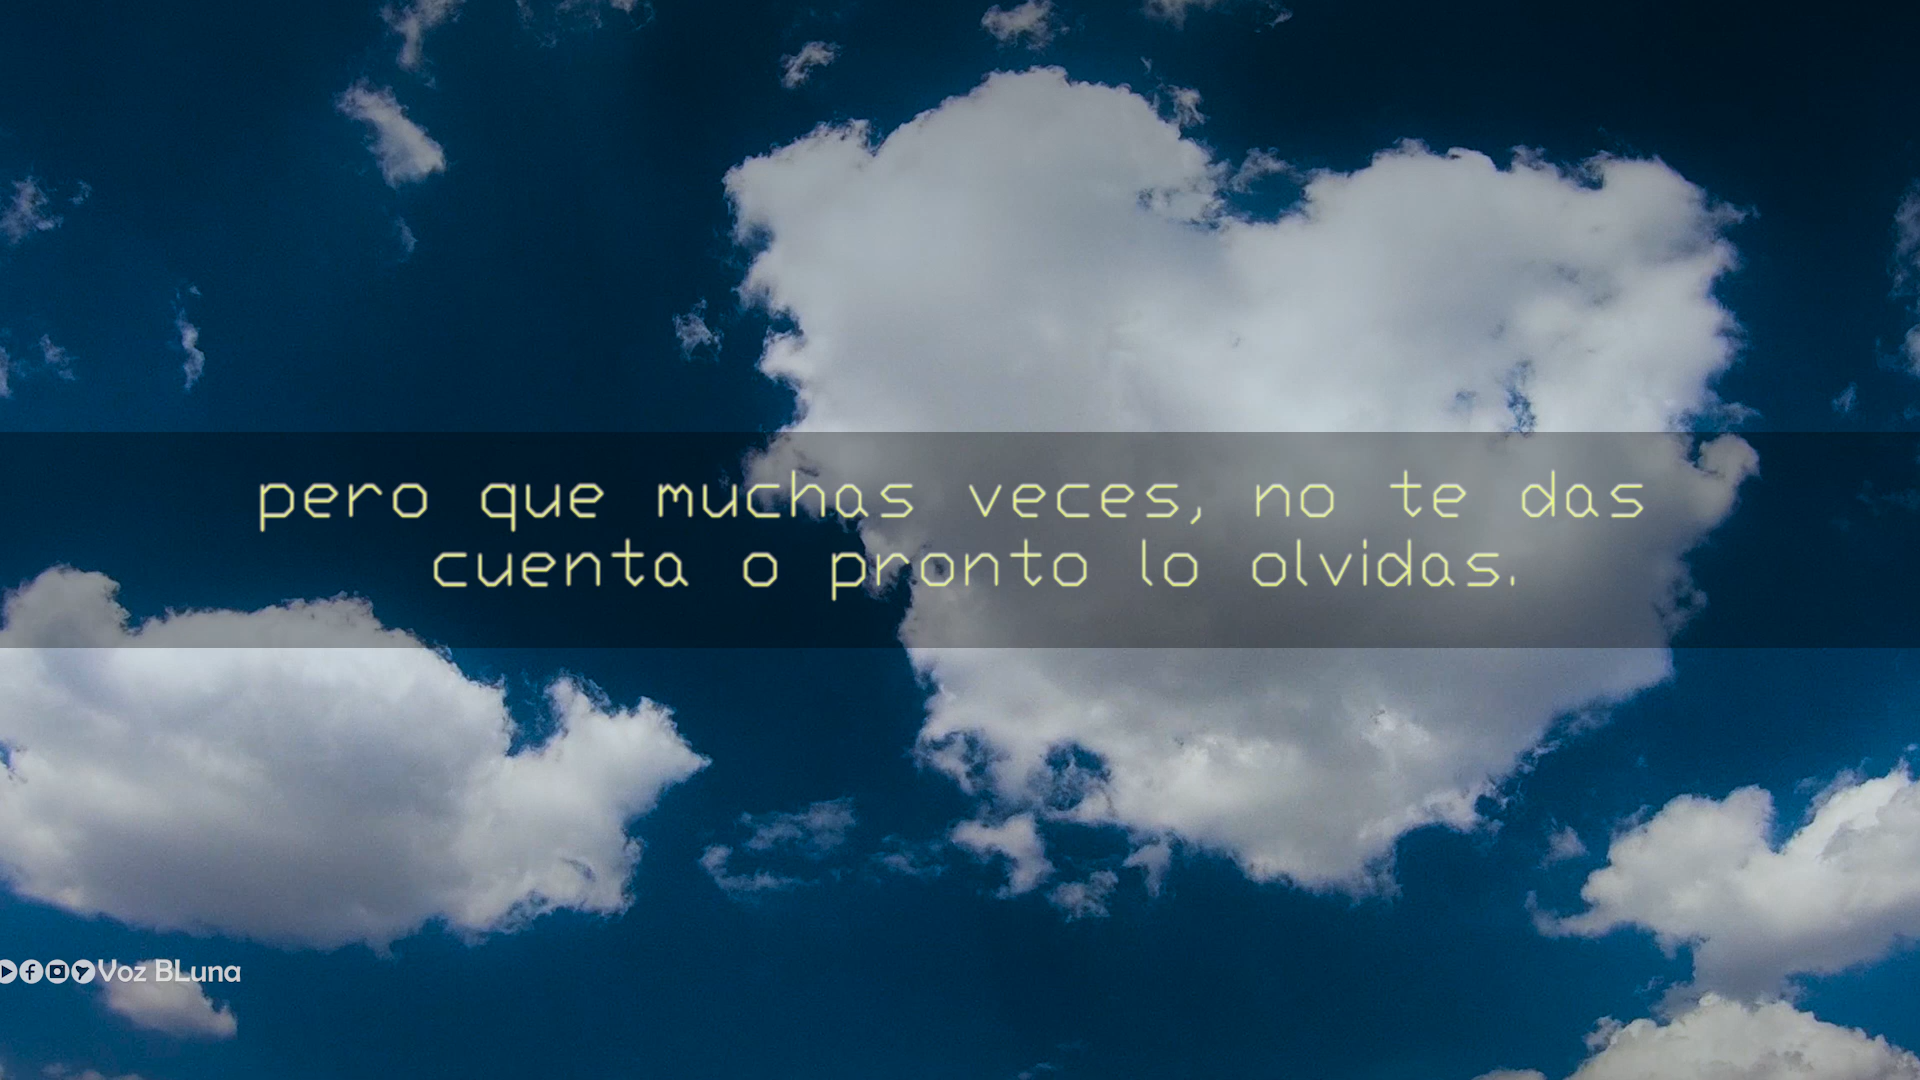 pero que muchas veces, no te das
cuenta o pronto lo olvidas.
Voz BLuna